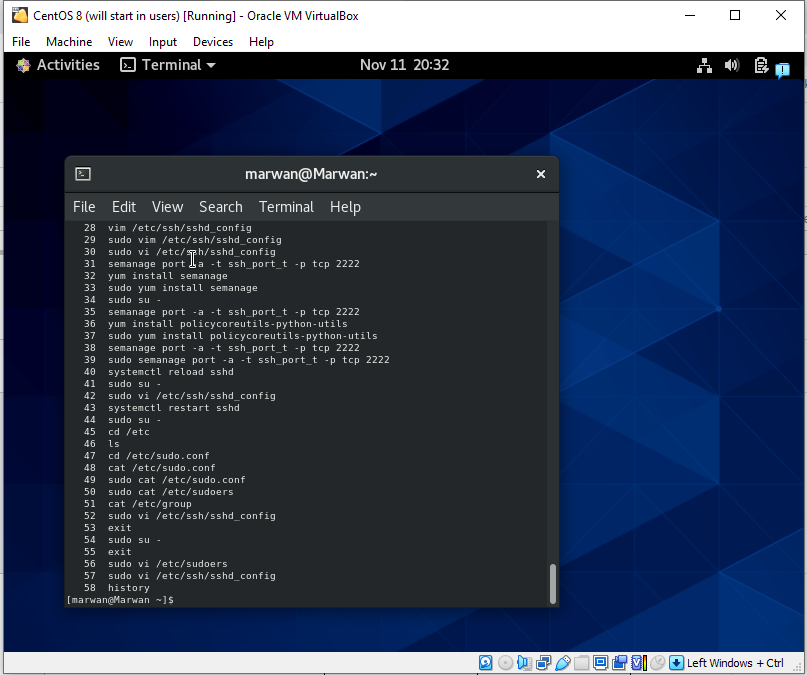 CentOS 8 (will start in users) [Running] - Oracle VM VirtualBox
File Machine View Input Devices Help
Activities Terminal Nov 11 20:32
marwan@Marwan:~
File Edit View Search Terminal Help
28 vim /etc/ssh/sshd_config
29 sudo vim /etc/ssh/sshd_config
30 sudo vi /etc/ssh/sshd_config
31 semanage port -a -t ssh_port_t -p tcp 2222
32 yum install semanage
33 sudo yum install semanage
34 sudo su -
35 semanage port -a -t ssh_port_t -p tcp 2222
36 yum install policycoreutils-python-utils
37 sudo yum install policycoreutils-python-utils
38 semanage port -a -t ssh_port_t -p tcp 2222
39 sudo semanage port -a -t ssh_port_t -p tcp 2222
40 systemctl reload sshd
41 sudo su -
42 sudo vi /etc/ssh/sshd_config
43 systemctl restart sshd
44 sudo su -
45 cd /etc
46 ls
47 cd /etc/sudo.conf
48 cat /etc/sudo.conf
49 sudo cat /etc/sudo.conf
50 sudo cat /etc/sudoers
51 cat /etc/group
52 sudo vi /etc/ssh/sshd_config
53 exit
54 sudo su -
55 exit
56 sudo vi /etc/sudoers
57 sudo vi /etc/ssh/sshd_config
58 history
[marwan@Marwan ~]$
Left Windows + Ctrl